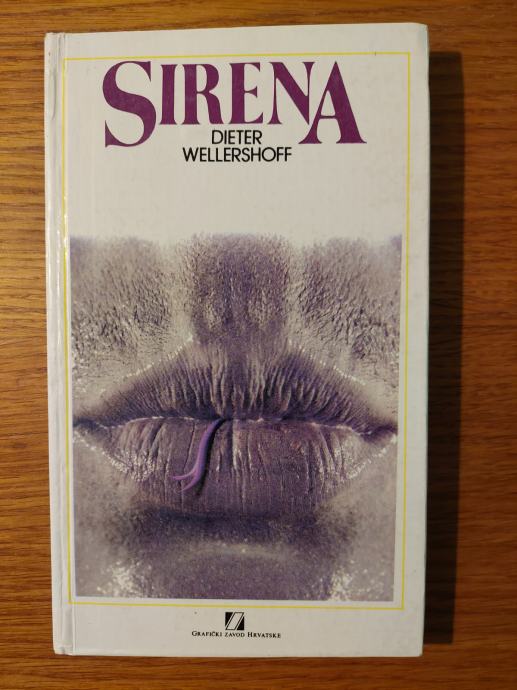 SIRENA
DIETER
WELLERSHOFF
GRAFIČKI ZAVOD HRVATSKE